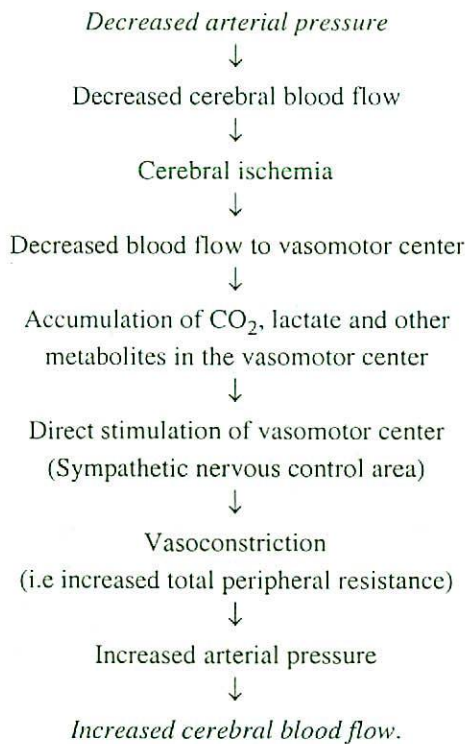 Decreased arterial pressure
↓
Decreased cerebral blood flow
↓
Cerebral ischemia
↓
Decreased blood flow to vasomotor center
↓
Accumulation of CO₂, lactate and other
metabolites in the vasomotor center
↓
Direct stimulation of vasomotor center
(Sympathetic nervous control area)
↓
Vasoconstriction
(i.e increased total peripheral resistance)
↓
Increased arterial pressure
↓
Increased cerebral blood flow.